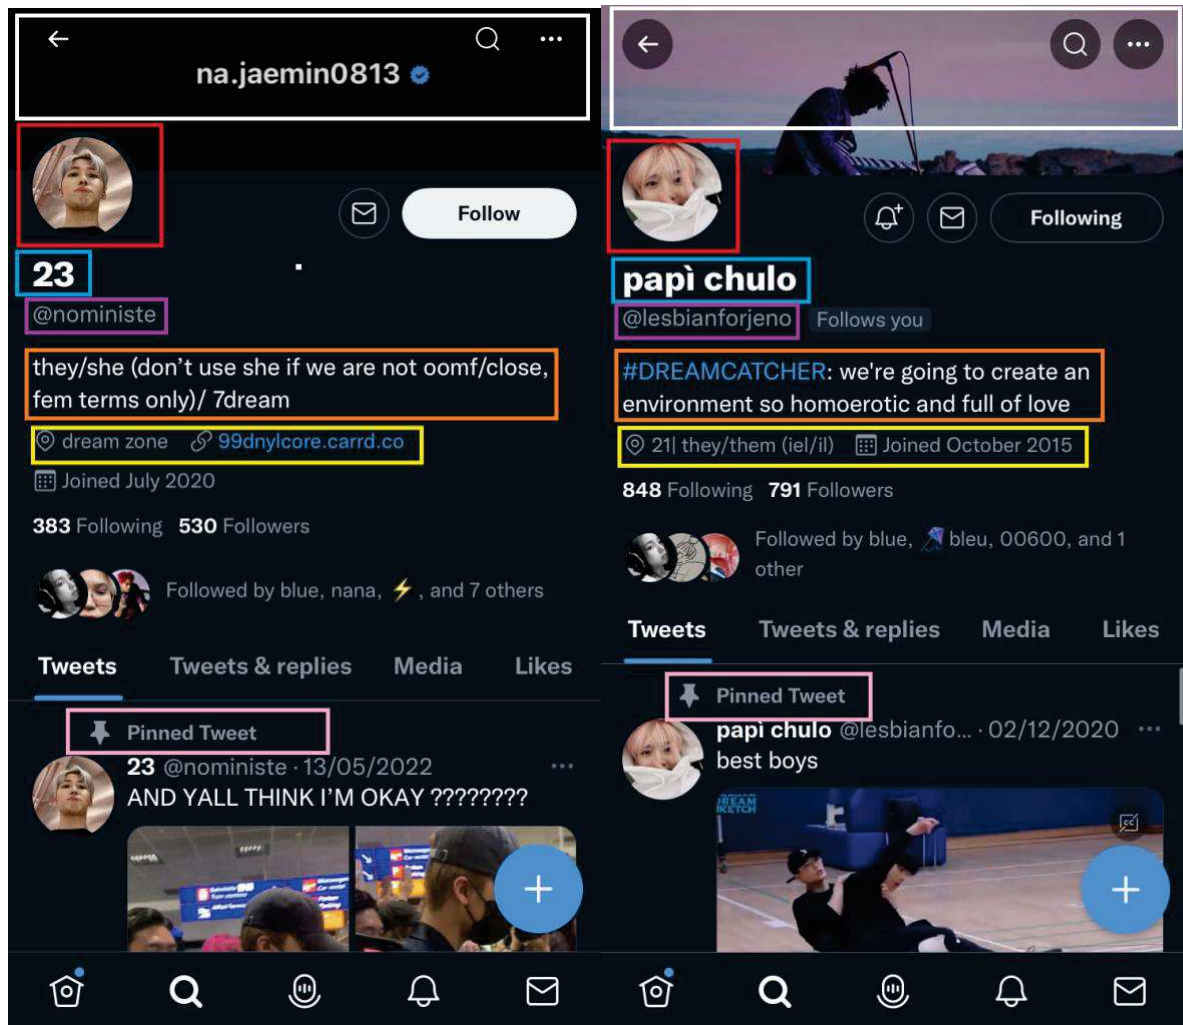 na.jaemin0813
Follow
23
@noministe
they/she (don’t use she if we are not oomf/close,
fem terms only)/ 7dream
dream zone 99dnylcore.carrd.co
Joined July 2020
383 Following 530 Followers
Followed by blue, nana, ⚡ , and 7 others
Tweets Tweets & replies Media Likes
Pinned Tweet
23 @noministe · 13/05/2022
AND YALL THINK I’M OKAY ????????
Following
papì chulo
@lesbianforjeno Follows you
#DREAMCATCHER: we're going to create an
environment so homoerotic and full of love
21| they/them (iel/il) Joined October 2015
848 Following 791 Followers
Followed by blue, bleu, 00600, and 1
other
Tweets Tweets & replies Media Likes
Pinned Tweet
papì chulo @lesbianfo... · 02/12/2020
best boys
CC